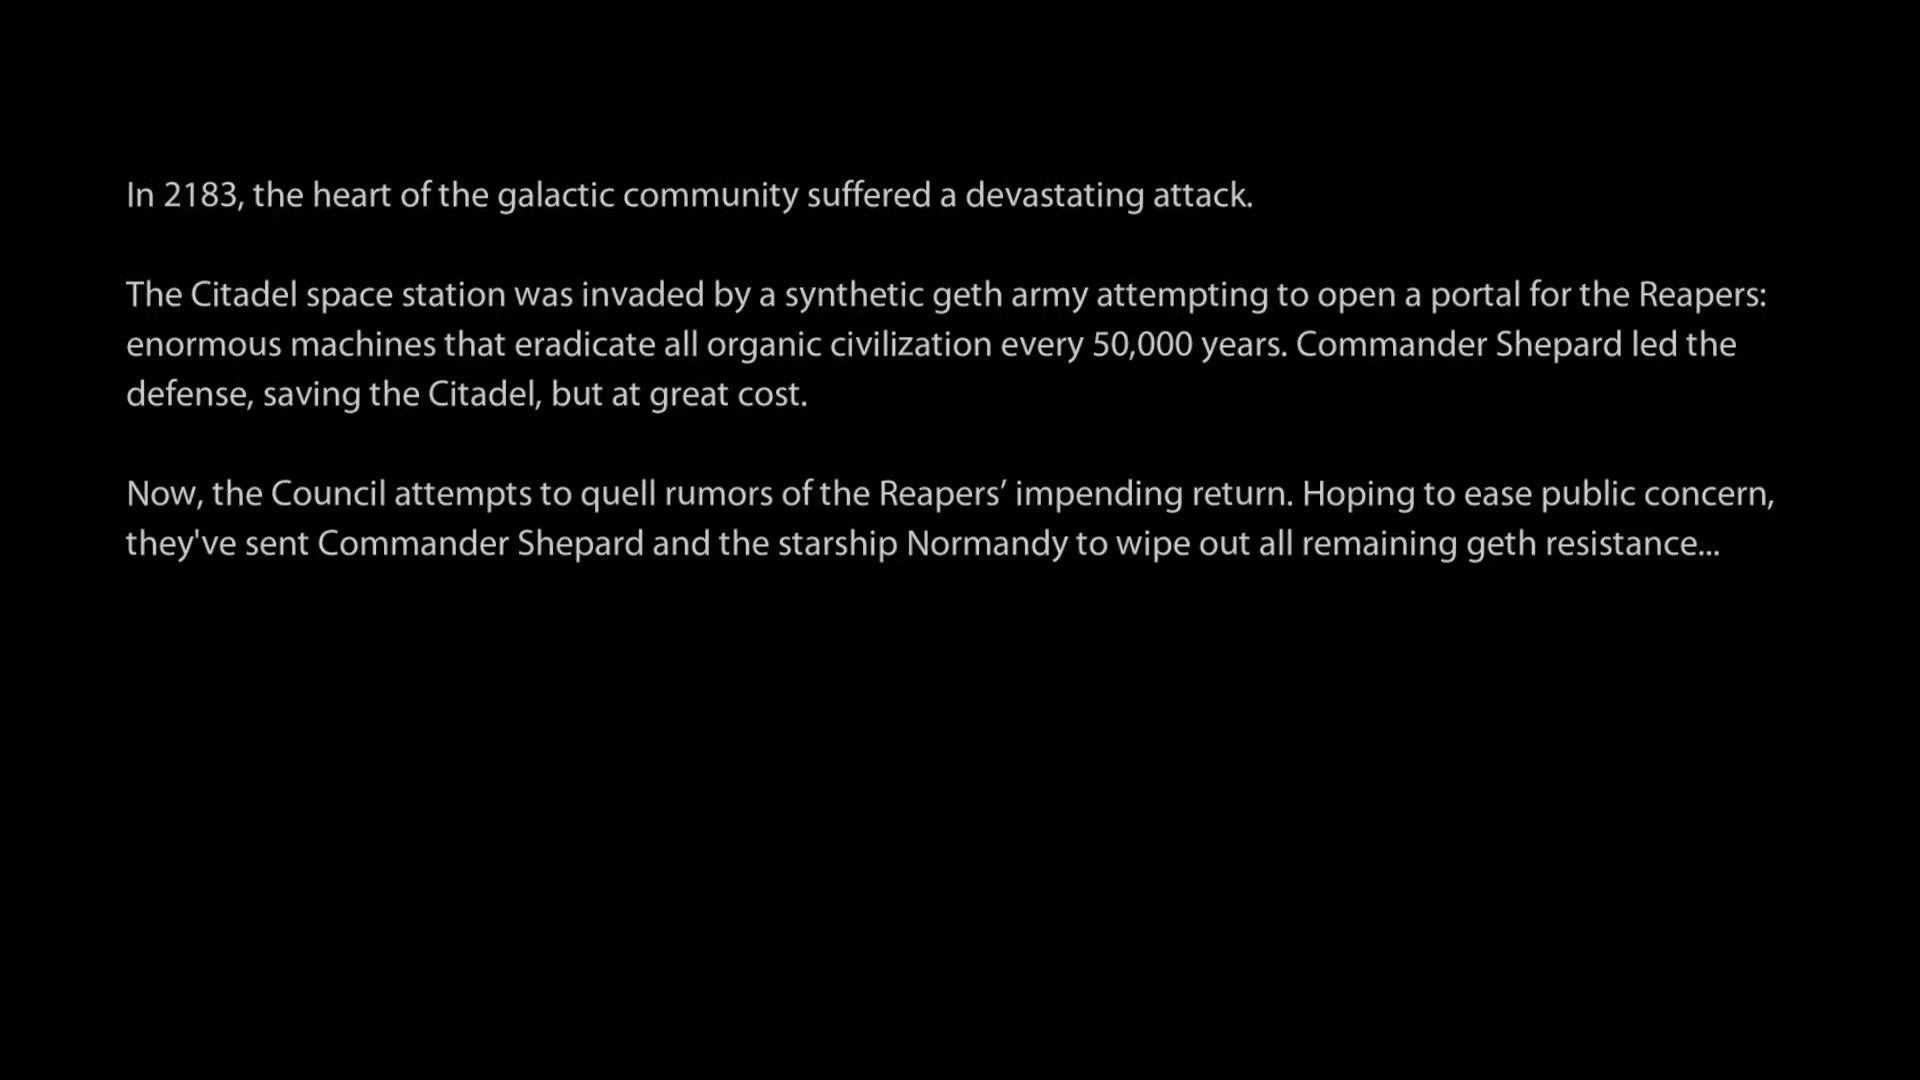 In 2183, the heart of the galactic community suffered a devastating attack.
The Citadel space station was invaded by a synthetic geth army attempting to open a portal for the Reapers:
enormous machines that eradicate all organic civilization every 50,000 years. Commander Shepard led the
defense, saving the Citadel, but at great cost.
Now, the Council attempts to quell rumors of the Reapers’ impending return. Hoping to ease public concern,
they've sent Commander Shepard and the starship Normandy to wipe out all remaining geth resistance...